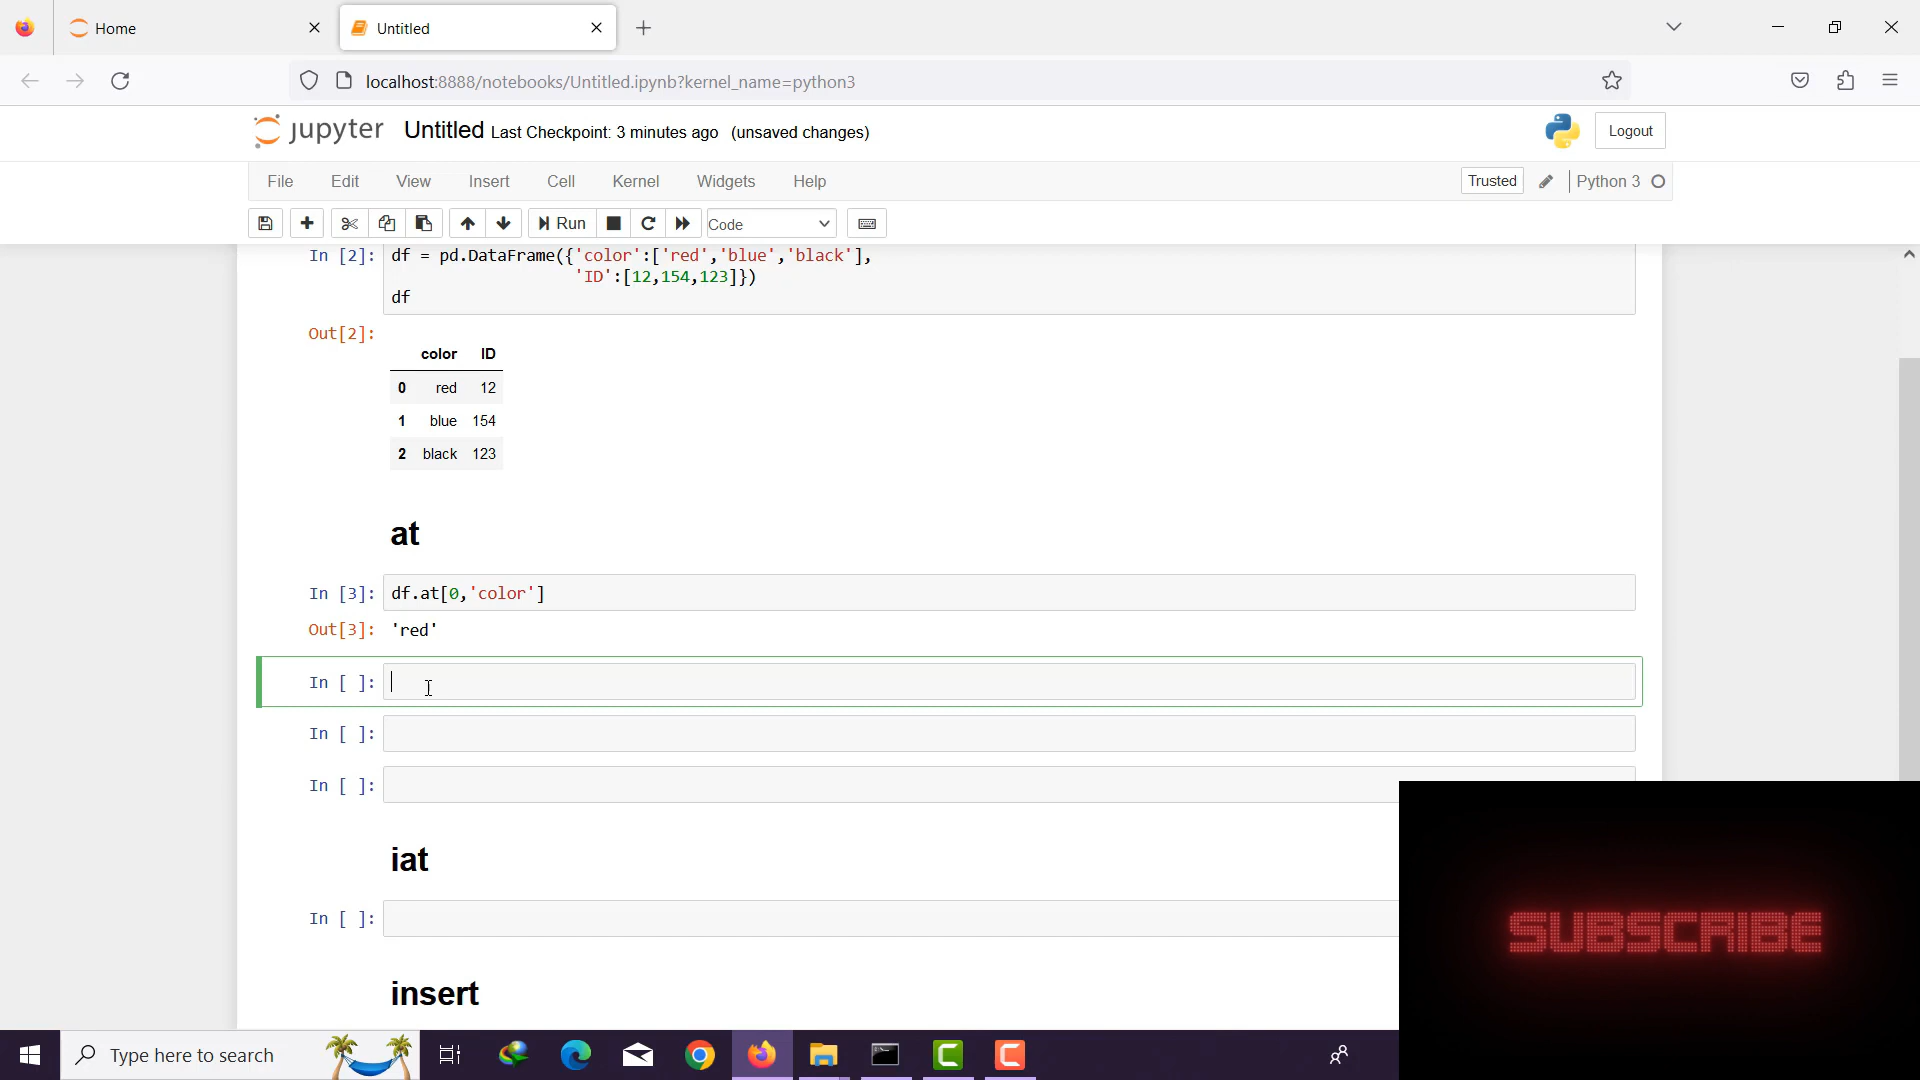 Home
Untitled
localhost:8888/notebooks/Untitled.ipynb?kernel_name=python3
jupyter Untitled Last Checkpoint: 3 minutes ago (unsaved changes)
Logout
File Edit View Insert Cell Kernel Widgets Help
Trusted Python 3
Run Code
In [2]: df = pd.DataFrame({'color':['red','blue','black'],
'ID':[12,154,123]})
df
Out[2]:
color ID
0 red 12
1 blue 154
2 black 123
at
In [3]: df.at[0,'color']
Out[3]: 'red'
In [ ]:
In [ ]:
In [ ]:
iat
In [ ]:
insert
SUBSCRIBE
Type here to search